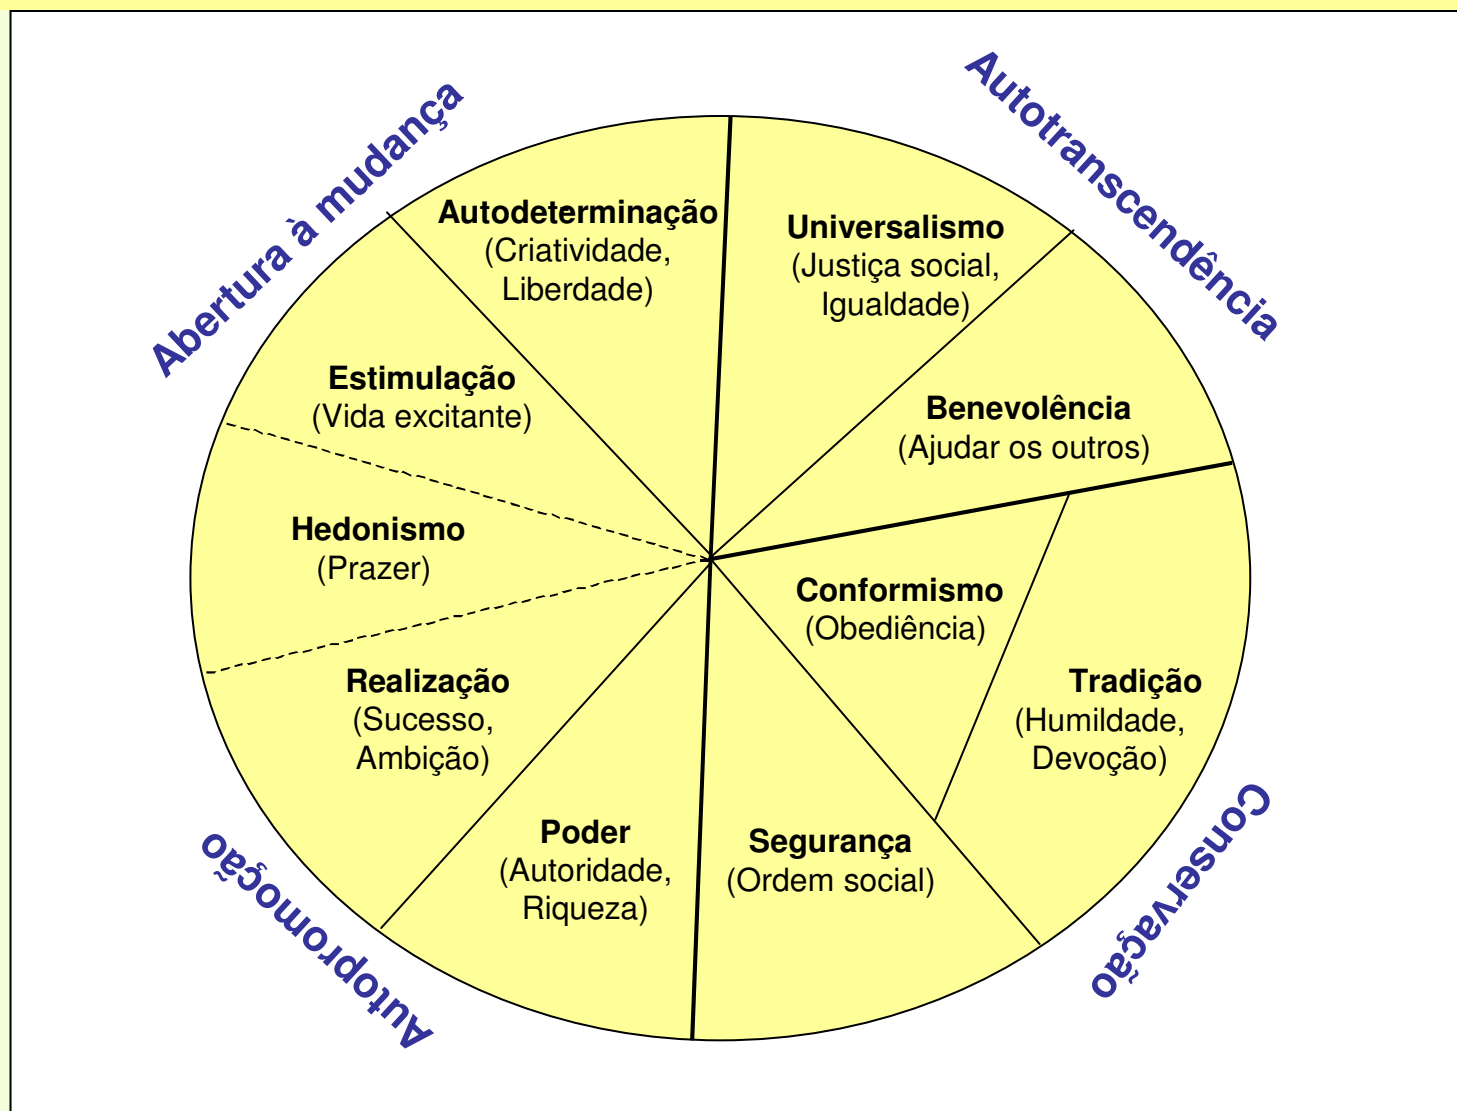 Abertura à mudança
Autotranscendência
Autodeterminação
(Criatividade,
Liberdade)
Universalismo
(Justiça social,
Igualdade)
Estimulação
(Vida excitante)
Benevolência
(Ajudar os outros)
Hedonismo
(Prazer)
Conformismo
(Obediência)
Realização
(Sucesso,
Ambição)
Tradição
(Humildade,
Devoção)
Poder
(Autoridade,
Riqueza)
Segurança
(Ordem social)
Autopromoção
Conservação